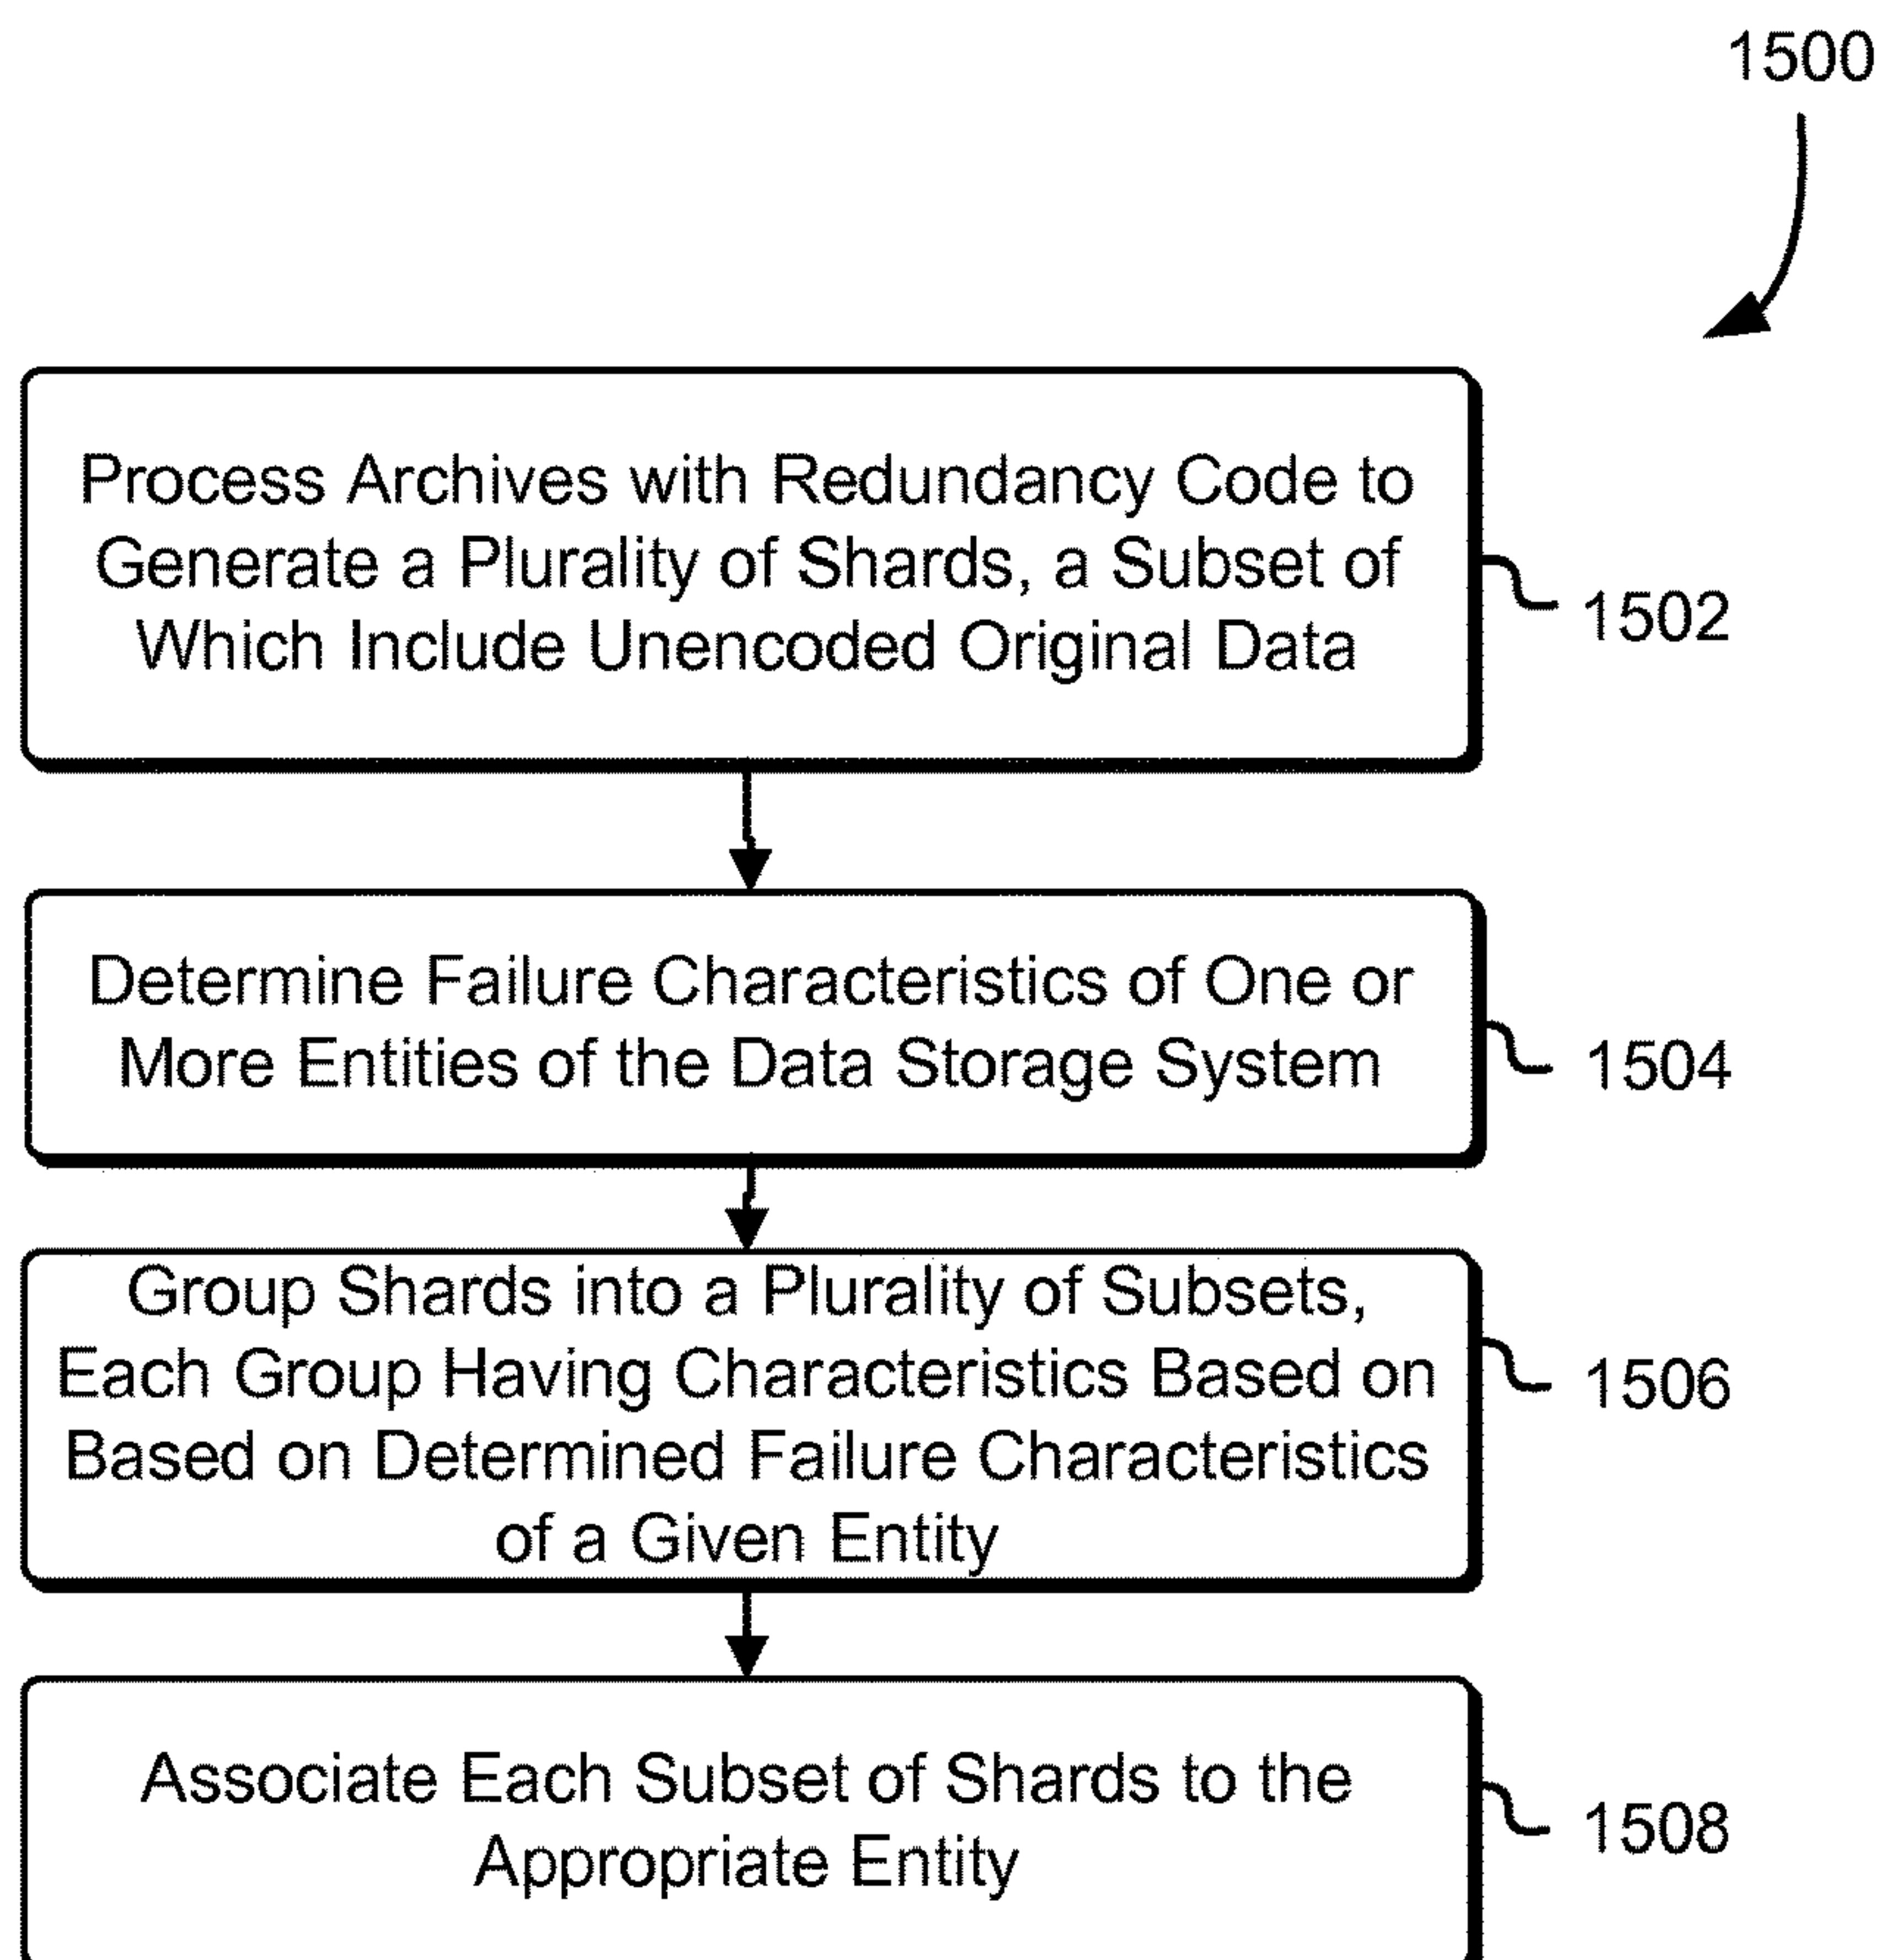 1500
Process Archives with Redundancy Code to
Generate a Plurality of Shards, a Subset of
Which Include Unencoded Original Data
1502
Determine Failure Characteristics of One or
More Entities of the Data Storage System
1504
Group Shards into a Plurality of Subsets,
Each Group Having Characteristics Based on
Based on Determined Failure Characteristics
of a Given Entity
1506
Associate Each Subset of Shards to the
Appropriate Entity
1508